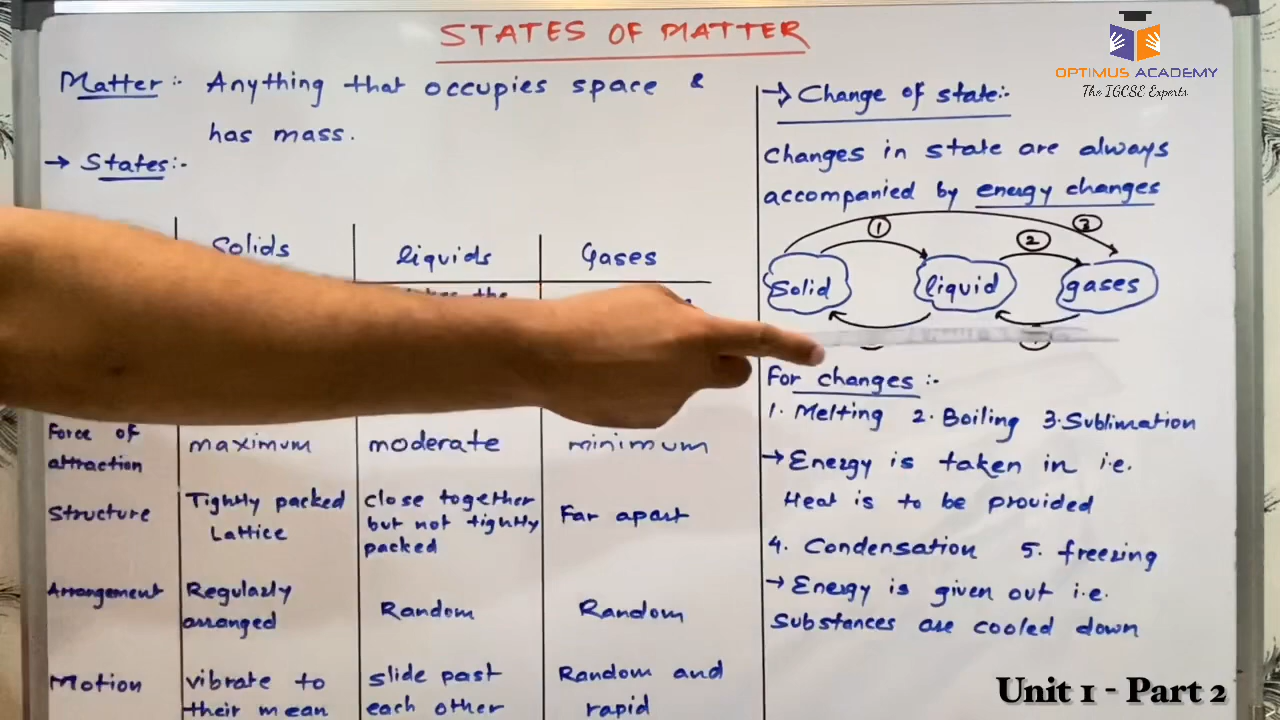 STATES OF MATTER
OPTIMUS ACADEMY
The IGCSE Experts
Matter:- Anything that occupies space &
has mass.
→ States:-
Solids liquids Gases
the
Force of attraction maximum moderate minimum
Structure Tightly packed Lattice close together but not tightly packed Far apart
Arrangement Regularly arranged Random Random
Motion vibrate to their mean slide past each other Random and rapid
→ Change of state:-
Changes in state are always
accompanied by energy changes
1 2 3
Solid liquid gases
For changes :-
1. Melting 2. Boiling 3. Sublimation
→ Energy is taken in i.e.
Heat is to be provided
4. Condensation 5. freezing
→ Energy is given out i.e.
Substances are cooled down
Unit 1 - Part 2